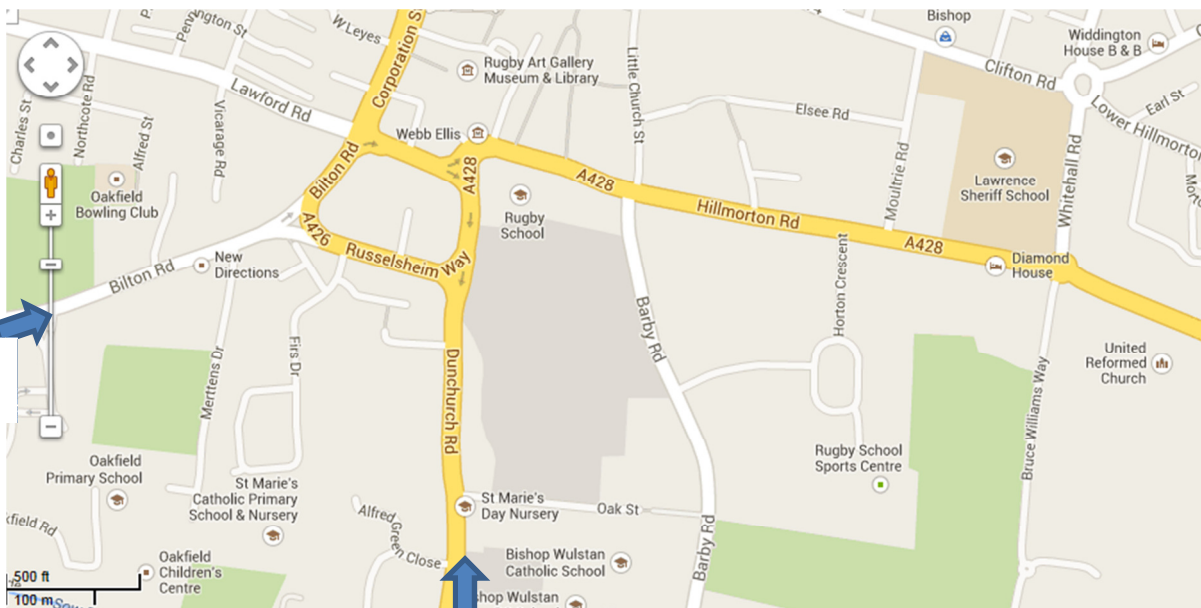 nington St
W Leyes
Corporation S
Rugby Art Gallery
Museum & Library
Little Church St
Bishop
Widdington
House B & B
Clifton Rd
Lower Hillmorton
Earl St
Elsee Rd
Moultrie Rd
Lawrence
Sheriff School
Whitehall Rd
Charles St
Northcote Rd
Alfred St
Vicarage Rd
Lawford Rd
Webb Ellis
A428
A428
Hillmorton Rd
A428
Diamond
House
Oakfield
Bowling Club
Bilton Rd
A426
Russelsheim Way
Rugby
School
New
Directions
Bilton Rd
Barby Rd
Horton Crescent
United
Reformed
Church
Bruce Williams Way
Merttens Dr
Firs Dr
Dunchurch Rd
Rugby School
Sports Centre
Oakfield
Primary School
St Marie's
Catholic Primary
School & Nursery
St Marie's
Day Nursery
Oak St
Barby Rd
kfield Rd
Alfred Green Close
Oakfield
Children's
Centre
Bishop Wulstan
Catholic School
shop Wulstan
500 ft
100 m